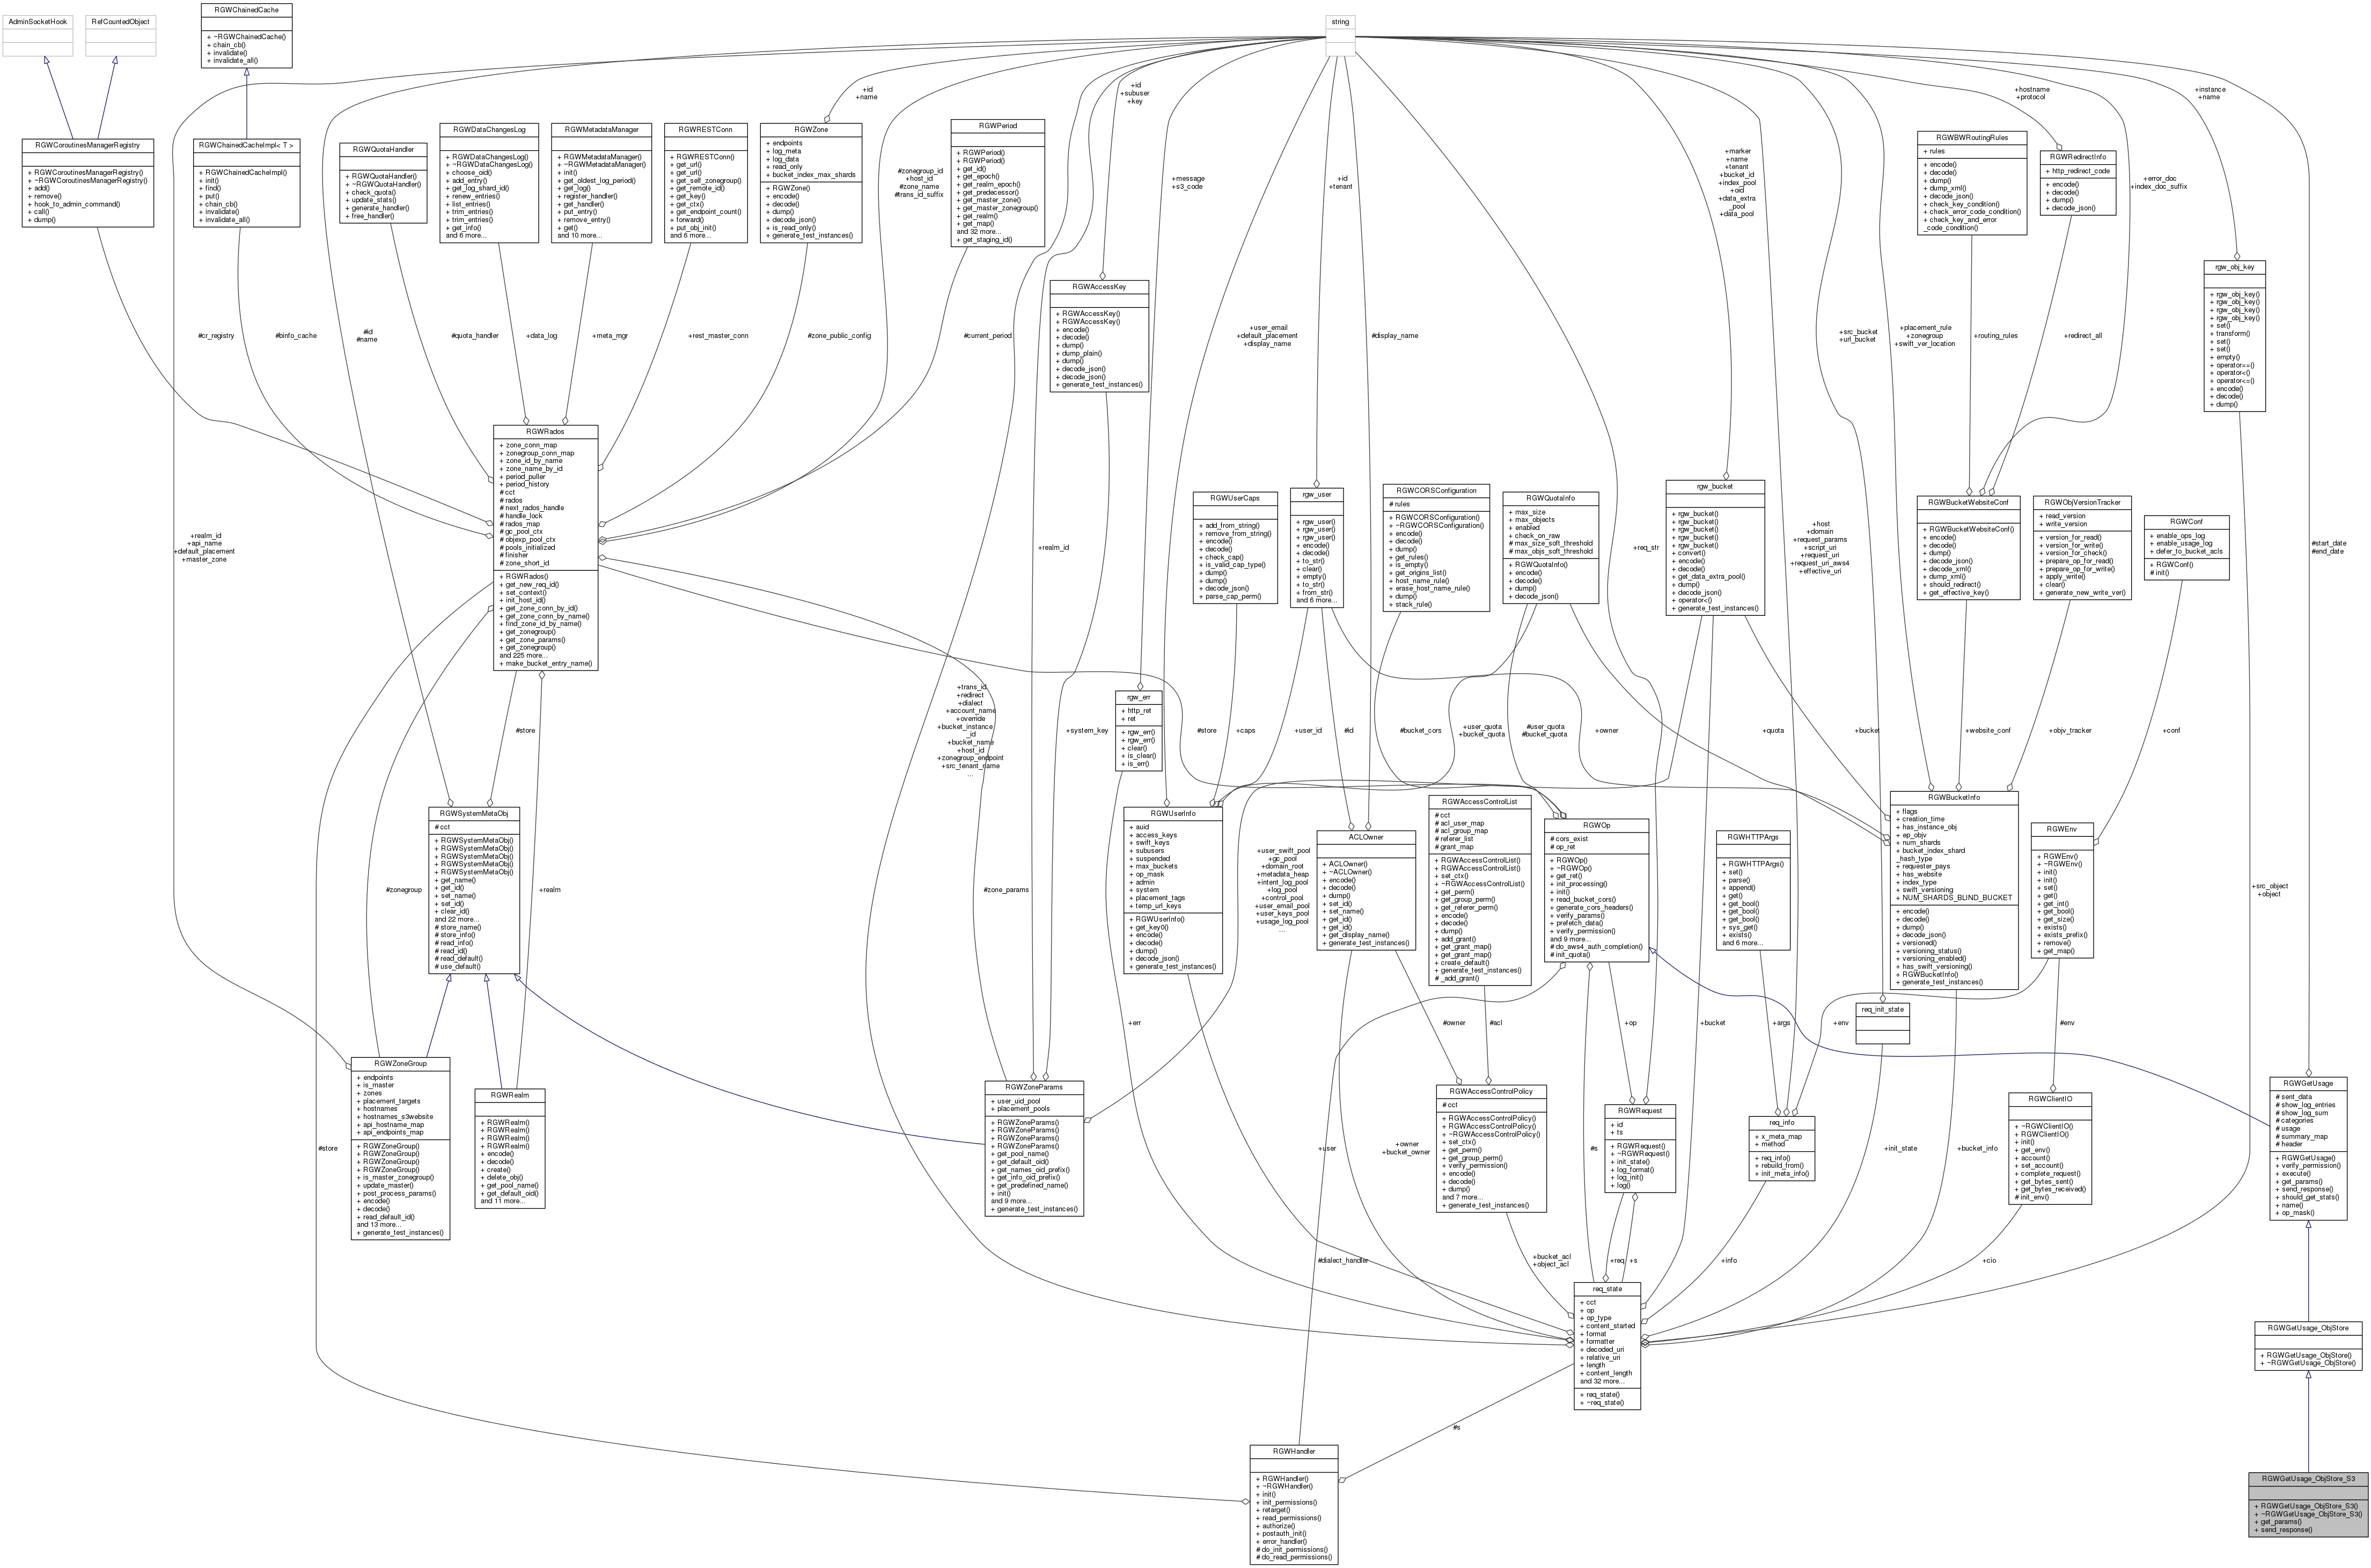 AdminSocketHook
RefCountedObject
RGWChainedCache
+ ~RGWChainedCache()
+ chain_cb()
+ invalidate()
+ invalidate_all()
string
RGWCoroutinesManagerRegistry
+ RGWCoroutinesManagerRegistry()
+ ~RGWCoroutinesManagerRegistry()
+ add()
+ remove()
+ hook_to_admin_command()
+ call()
+ dump()
RGWChainedCacheImpl< T >
+ RGWChainedCacheImpl()
+ init()
+ find()
+ put()
+ chain_cb()
+ invalidate()
+ invalidate_all()
RGWQuotaHandler
+ RGWQuotaHandler()
+ ~RGWQuotaHandler()
+ check_quota()
+ update_stats()
+ generate_handler()
+ free_handler()
RGWDataChangesLog
+ RGWDataChangesLog()
+ ~RGWDataChangesLog()
+ choose_oid()
+ add_entry()
+ get_log_shard_id()
+ renew_entries()
+ list_entries()
+ trim_entries()
+ trim_entries()
+ get_info()
and 6 more...
RGWMetadataManager
+ RGWMetadataManager()
+ ~RGWMetadataManager()
+ init()
+ get_oldest_log_period()
+ get_log()
+ register_handler()
+ get_handler()
+ put_entry()
+ remove_entry()
+ get()
and 10 more...
RGWRESTConn
+ RGWRESTConn()
+ get_url()
+ get_url()
+ get_self_zonegroup()
+ get_remote_id()
+ get_key()
+ get_ctx()
+ get_endpoint_count()
+ forward()
+ put_obj_init()
and 6 more...
RGWZone
+ endpoints
+ log_meta
+ log_data
+ read_only
+ bucket_index_max_shards
+ RGWZone()
+ encode()
+ decode()
+ dump()
+ decode_json()
+ is_read_only()
+ generate_test_instances()
RGWPeriod
+ RGWPeriod()
+ RGWPeriod()
+ get_id()
+ get_epoch()
+ get_realm_epoch()
+ get_predecessor()
+ get_master_zone()
+ get_master_zonegroup()
+ get_realm()
+ get_map()
and 32 more...
+ get_staging_id()
+id
+name
#zonegroup_id
+host_id
#zone_name
#trans_id_suffix
+id
+subuser
+key
+message
+s3_code
+id
+tenant
+marker
+name
+tenant
+bucket_id
+index_pool
+oid
+data_extra
_pool
+data_pool
+hostname
+protocol
+instance
+name
+error_doc
+index_doc_suffix
RGWBWRoutingRules
+ rules
+ encode()
+ decode()
+ dump()
+ dump_xml()
+ decode_json()
+ check_key_condition()
+ check_error_code_condition()
+ check_key_and_error
_code_condition()
RGWRedirectInfo
+ http_redirect_code
+ encode()
+ decode()
+ dump()
+ decode_json()
rgw_obj_key
+ rgw_obj_key()
+ rgw_obj_key()
+ rgw_obj_key()
+ set()
+ transform()
+ set()
+ set()
+ empty()
+ operator==()
+ operator<()
+ operator<=()
+ encode()
+ decode()
+ dump()
RGWAccessKey
+ RGWAccessKey()
+ RGWAccessKey()
+ encode()
+ decode()
+ dump()
+ dump_plain()
+ dump()
+ decode_json()
+ decode_json()
+ generate_test_instances()
#cr_registry
#binfo_cache
#id
#name
#quota_handler
+data_log
+meta_mgr
+rest_master_conn
#zone_public_config
#current_period
+user_email
+default_placement
+display_name
#display_name
+src_bucket
+url_bucket
+placement_rule
+zonegroup
+swift_ver_location
+routing_rules
+redirect_all
RGWRados
+ zone_conn_map
+ zonegroup_conn_map
+ zone_id_by_name
+ zone_name_by_id
+ period_puller
+ period_history
# cct
# rados
# next_rados_handle
# handle_lock
# rados_map
# gc_pool_ctx
# objexp_pool_ctx
# pools_initialized
# finisher
# zone_short_id
+ RGWRados()
+ get_new_req_id()
+ set_context()
+ init_host_id()
+ get_zone_conn_by_id()
+ get_zone_conn_by_name()
+ find_zone_id_by_name()
+ get_zonegroup()
+ get_zone_params()
+ get_zonegroup()
and 225 more...
+ make_bucket_entry_name()
+realm_id
+api_name
+default_placement
+master_zone
+realm_id
RGWUserCaps
+ add_from_string()
+ remove_from_string()
+ encode()
+ decode()
+ check_cap()
+ is_valid_cap_type()
+ dump()
+ dump()
+ decode_json()
+ parse_cap_perm()
rgw_user
+ rgw_user()
+ rgw_user()
+ rgw_user()
+ encode()
+ decode()
+ to_str()
+ clear()
+ empty()
+ to_str()
+ from_str()
and 6 more...
RGWCORSConfiguration
# rules
+ RGWCORSConfiguration()
+ ~RGWCORSConfiguration()
+ encode()
+ decode()
+ dump()
+ get_rules()
+ is_empty()
+ get_origins_list()
+ host_name_rule()
+ erase_host_name_rule()
+ dump()
+ stack_rule()
RGWQuotaInfo
+ max_size
+ max_objects
+ enabled
+ check_on_raw
# max_size_soft_threshold
# max_objs_soft_threshold
+ RGWQuotaInfo()
+ encode()
+ decode()
+ dump()
+ decode_json()
+req_str
rgw_bucket
+ rgw_bucket()
+ rgw_bucket()
+ rgw_bucket()
+ rgw_bucket()
+ rgw_bucket()
+ convert()
+ encode()
+ decode()
+ get_data_extra_pool()
+ dump()
+ decode_json()
+ operator<()
+ generate_test_instances()
+host
+domain
+request_params
+script_uri
+request_uri
+request_uri_aws4
+effective_uri
RGWBucketWebsiteConf
+ RGWBucketWebsiteConf()
+ encode()
+ decode()
+ dump()
+ decode_json()
+ decode_xml()
+ dump_xml()
+ should_redirect()
+ get_effective_key()
RGWObjVersionTracker
+ read_version
+ write_version
+ version_for_read()
+ version_for_write()
+ version_for_check()
+ prepare_op_for_read()
+ prepare_op_for_write()
+ apply_write()
+ clear()
+ generate_new_write_ver()
RGWConf
+ enable_ops_log
+ enable_usage_log
+ defer_to_bucket_acls
+ RGWConf()
# init()
#start_date
#end_date
+trans_id
+redirect
+dialect
+account_name
+override
+bucket_instance
_id
+bucket_name
+host_id
+zonegroup_endpoint
+src_tenant_name
...
#store
+system_key
rgw_err
+ http_ret
+ ret
+ rgw_err()
+ rgw_err()
+ clear()
+ is_clear()
+ is_err()
#store
+caps
+user_id
#id
#bucket_cors
+user_quota
+bucket_quota
#user_quota
#bucket_quota
+owner
+quota
+bucket
+website_conf
+objv_tracker
+conf
RGWSystemMetaObj
# cct
+ RGWSystemMetaObj()
+ RGWSystemMetaObj()
+ RGWSystemMetaObj()
+ RGWSystemMetaObj()
+ RGWSystemMetaObj()
+ get_name()
+ get_id()
+ set_name()
+ set_id()
+ clear_id()
and 22 more...
# store_name()
# store_info()
# read_info()
# read_id()
# read_default()
# use_default()
#zonegroup
+realm
#zone_params
RGWUserInfo
+ auid
+ access_keys
+ swift_keys
+ subusers
+ suspended
+ max_buckets
+ op_mask
+ admin
+ system
+ placement_tags
+ temp_url_keys
+ RGWUserInfo()
+ get_key0()
+ encode()
+ decode()
+ dump()
+ decode_json()
+ generate_test_instances()
+user_swift_pool
+gc_pool
+domain_root
+metadata_heap
+intent_log_pool
+log_pool
+control_pool
+user_email_pool
+user_keys_pool
+usage_log_pool
...
ACLOwner
+ ACLOwner()
+ ~ACLOwner()
+ encode()
+ decode()
+ dump()
+ set_id()
+ set_name()
+ get_id()
+ get_id()
+ get_display_name()
+ generate_test_instances()
RGWAccessControlList
# cct
# acl_user_map
# acl_group_map
# referer_list
# grant_map
+ RGWAccessControlList()
+ RGWAccessControlList()
+ set_ctx()
+ ~RGWAccessControlList()
+ get_perm()
+ get_group_perm()
+ get_referer_perm()
+ encode()
+ decode()
+ dump()
+ add_grant()
+ get_grant_map()
+ get_grant_map()
+ create_default()
+ generate_test_instances()
# _add_grant()
RGWOp
# cors_exist
# op_ret
+ RGWOp()
+ ~RGWOp()
+ get_ret()
+ init_processing()
+ init()
+ read_bucket_cors()
+ generate_cors_headers()
+ verify_params()
+ prefetch_data()
+ verify_permission()
and 9 more...
# do_aws4_auth_completion()
# init_quota()
RGWHTTPArgs
+ RGWHTTPArgs()
+ set()
+ parse()
+ append()
+ get()
+ get_bool()
+ get_bool()
+ get_bool()
+ sys_get()
+ exists()
and 6 more...
RGWBucketInfo
+ flags
+ creation_time
+ has_instance_obj
+ ep_objv
+ num_shards
+ bucket_index_shard
_hash_type
+ requester_pays
+ has_website
+ index_type
+ swift_versioning
+ NUM_SHARDS_BLIND_BUCKET
+ encode()
+ decode()
+ dump()
+ decode_json()
+ versioned()
+ versioning_status()
+ versioning_enabled()
+ has_swift_versioning()
+ RGWBucketInfo()
+ generate_test_instances()
RGWEnv
+ RGWEnv()
+ ~RGWEnv()
+ init()
+ init()
+ set()
+ get()
+ get_int()
+ get_bool()
+ get_size()
+ exists()
+ exists_prefix()
+ remove()
+ get_map()
+src_object
+object
+err
#owner
#acl
+op
+bucket
+args
+env
req_init_state
#env
RGWZoneGroup
+ endpoints
+ is_master
+ zones
+ placement_targets
+ hostnames
+ hostnames_s3website
+ api_hostname_map
+ api_endpoints_map
+ RGWZoneGroup()
+ RGWZoneGroup()
+ RGWZoneGroup()
+ RGWZoneGroup()
+ is_master_zonegroup()
+ update_master()
+ post_process_params()
+ encode()
+ decode()
+ read_default_id()
and 13 more...
+ generate_test_instances()
RGWRealm
+ RGWRealm()
+ RGWRealm()
+ RGWRealm()
+ RGWRealm()
+ encode()
+ decode()
+ create()
+ delete_obj()
+ get_pool_name()
+ get_default_oid()
and 11 more...
RGWZoneParams
+ user_uid_pool
+ placement_pools
+ RGWZoneParams()
+ RGWZoneParams()
+ RGWZoneParams()
+ RGWZoneParams()
+ get_pool_name()
+ get_default_oid()
+ get_names_oid_prefix()
+ get_info_oid_prefix()
+ get_predefined_name()
+ init()
and 9 more...
+ generate_test_instances()
RGWAccessControlPolicy
# cct
+ RGWAccessControlPolicy()
+ RGWAccessControlPolicy()
+ ~RGWAccessControlPolicy()
+ set_ctx()
+ get_perm()
+ get_group_perm()
+ verify_permission()
+ encode()
+ decode()
+ dump()
and 7 more...
+ generate_test_instances()
RGWRequest
+ id
+ ts
+ RGWRequest()
+ ~RGWRequest()
+ init_state()
+ log_format()
+ log_init()
+ log()
req_info
+ x_meta_map
+ method
+ req_info()
+ rebuild_from()
+ init_meta_info()
RGWClientIO
+ ~RGWClientIO()
+ RGWClientIO()
+ init()
+ get_env()
+ account()
+ set_account()
+ complete_request()
+ get_bytes_sent()
+ get_bytes_received()
# init_env()
RGWGetUsage
# sent_data
# show_log_entries
# show_log_sum
# categories
# usage
# summary_map
# header
+ RGWGetUsage()
+ verify_permission()
+ execute()
+ get_params()
+ send_response()
+ should_get_stats()
+ name()
+ op_mask()
#store
+user
+owner
+bucket_owner
#s
+init_state
+bucket_info
#dialect_handler
+bucket_acl
+object_acl
+req
+s
+info
+cio
req_state
+ cct
+ op
+ op_type
+ content_started
+ format
+ formatter
+ decoded_uri
+ relative_uri
+ length
+ content_length
and 32 more...
+ req_state()
+ ~req_state()
RGWGetUsage_ObjStore
+ RGWGetUsage_ObjStore()
+ ~RGWGetUsage_ObjStore()
#s
RGWHandler
+ RGWHandler()
+ ~RGWHandler()
+ init()
+ init_permissions()
+ retarget()
+ read_permissions()
+ authorize()
+ postauth_init()
+ error_handler()
# do_init_permissions()
# do_read_permissions()
RGWGetUsage_ObjStore_S3
+ RGWGetUsage_ObjStore_S3()
+ ~RGWGetUsage_ObjStore_S3()
+ get_params()
+ send_response()